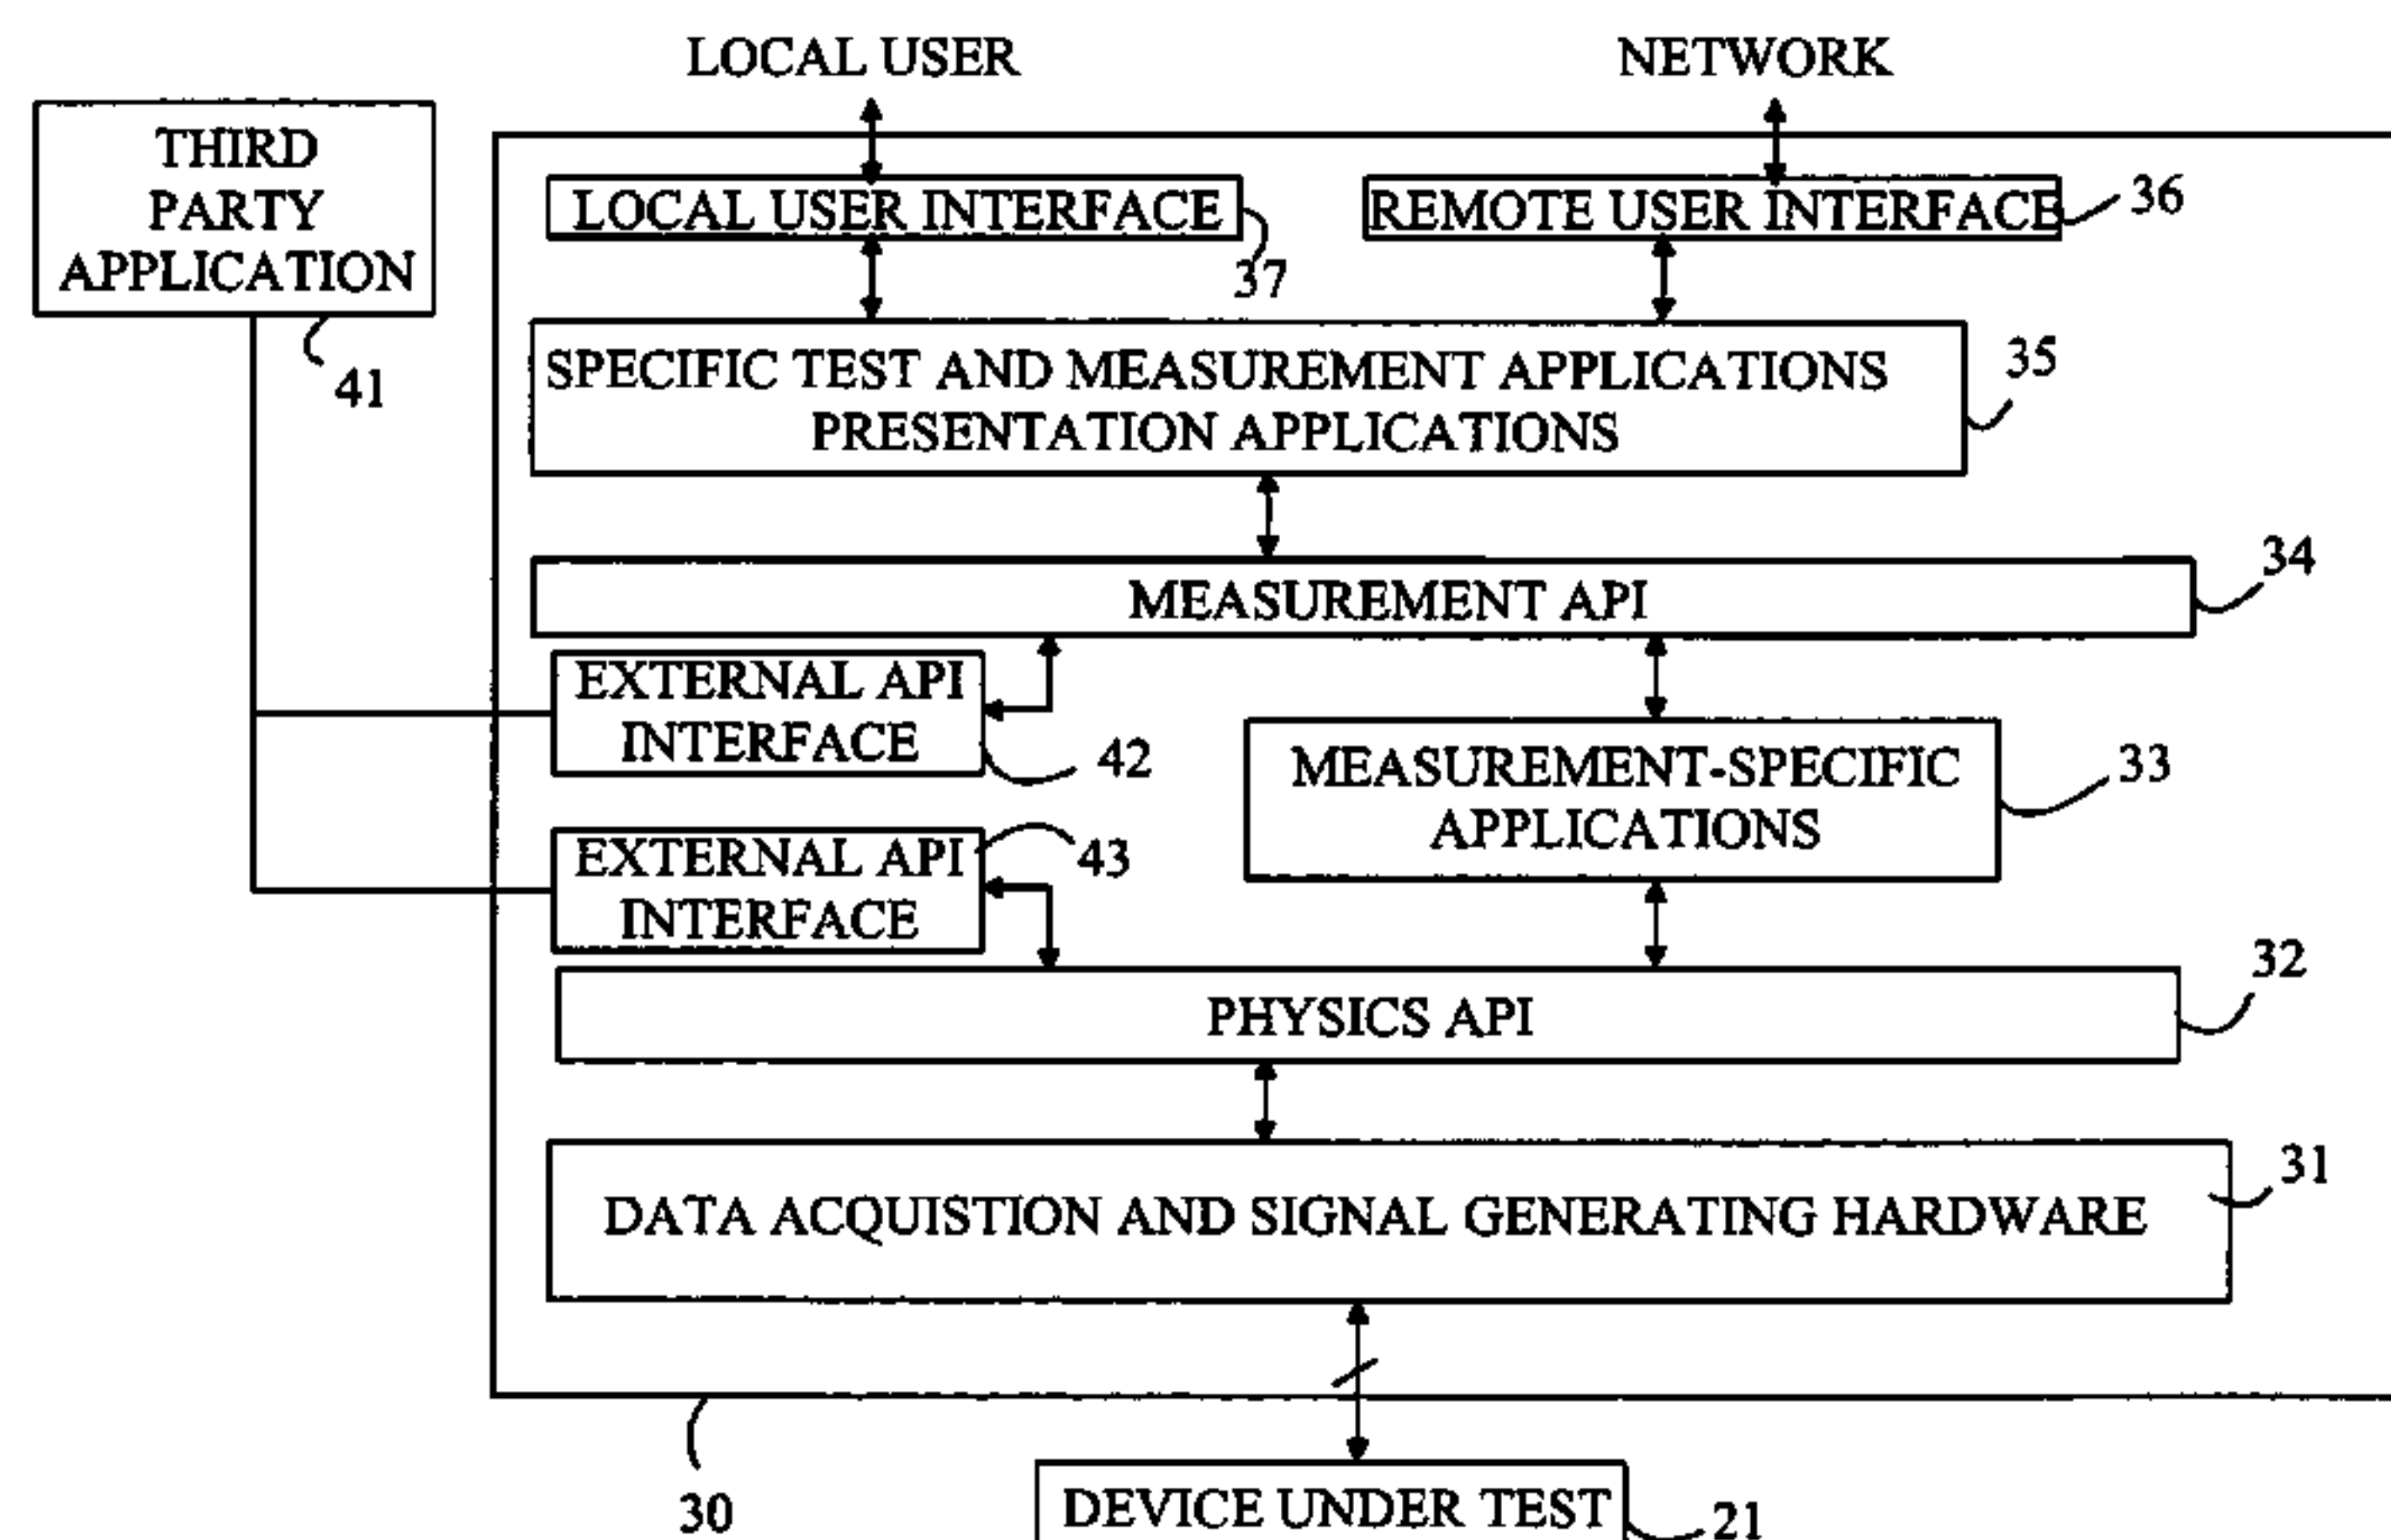 LOCAL USER
NETWORK
THIRD
PARTY
APPLICATION
41
LOCAL USER INTERFACE
37
REMOTE USER INTERFACE
36
SPECIFIC TEST AND MEASUREMENT APPLICATIONS
PRESENTATION APPLICATIONS
35
MEASUREMENT API
34
EXTERNAL API
INTERFACE
42
MEASUREMENT-SPECIFIC
APPLICATIONS
33
EXTERNAL API
INTERFACE
43
PHYSICS API
32
DATA ACQUISTION AND SIGNAL GENERATING HARDWARE
31
30
DEVICE UNDER TEST
21